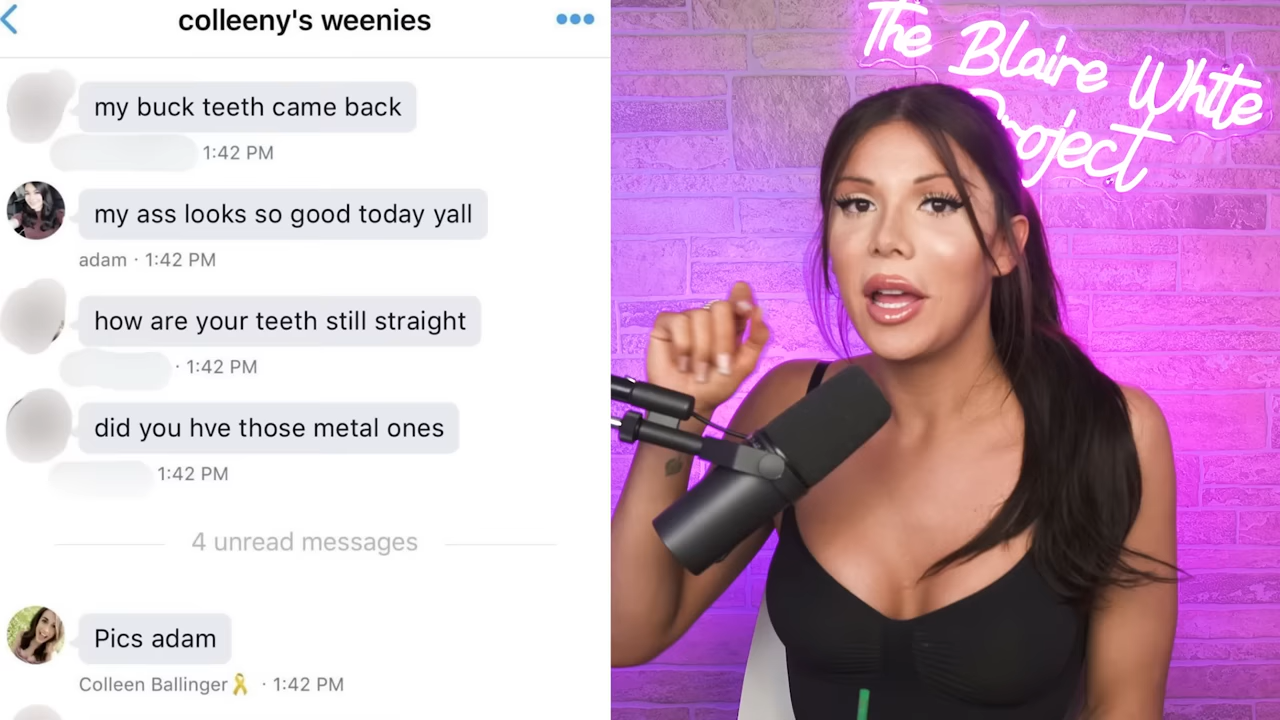 colleeny's weenies
my buck teeth came back
1:42 PM
my ass looks so good today yall
adam · 1:42 PM
how are your teeth still straight
· 1:42 PM
did you hve those metal ones
1:42 PM
4 unread messages
Pics adam
Colleen Ballinger🎗️ · 1:42 PM
The Blaire White
Project